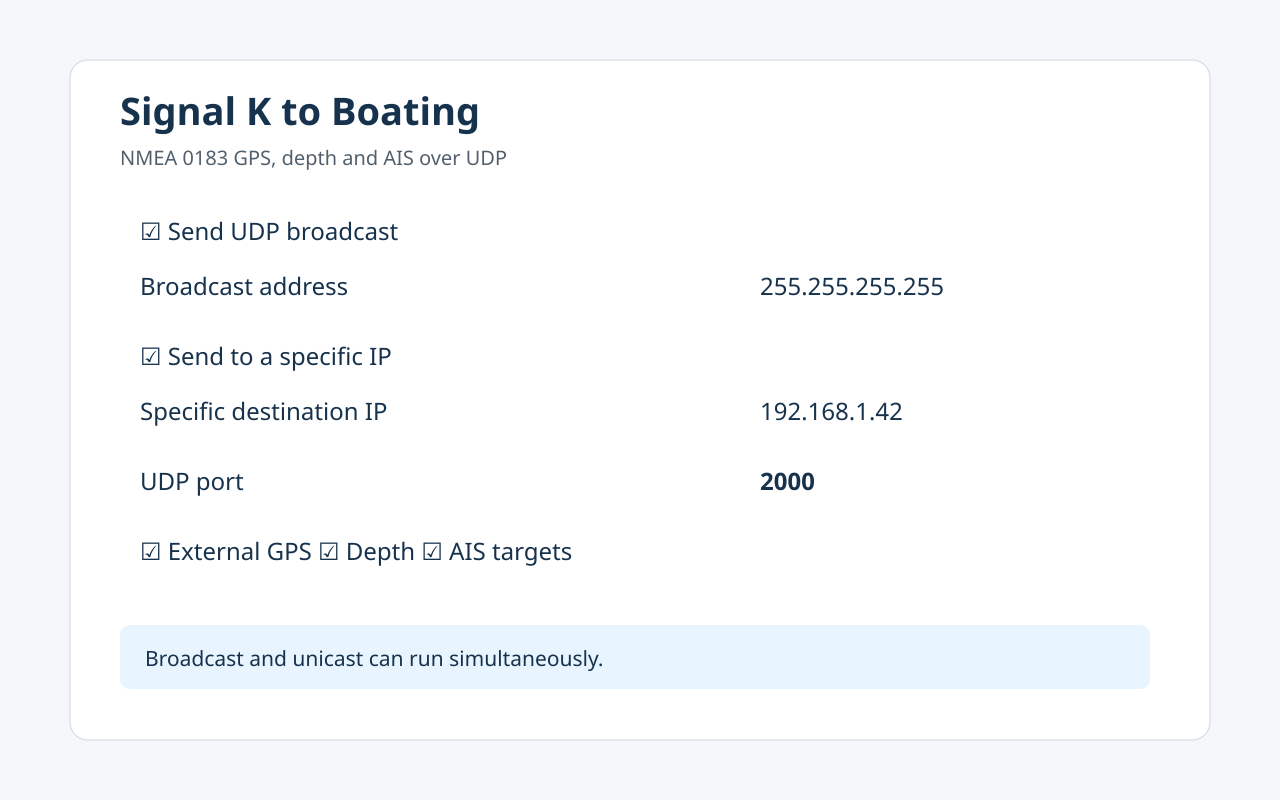 Signal K to Boating
NMEA 0183 GPS, depth and AIS over UDP
☑ Send UDP broadcast
Broadcast address 255.255.255.255
☑ Send to a specific IP
Specific destination IP 192.168.1.42
UDP port 2000
☑ External GPS ☑ Depth ☑ AIS targets
Broadcast and unicast can run simultaneously.